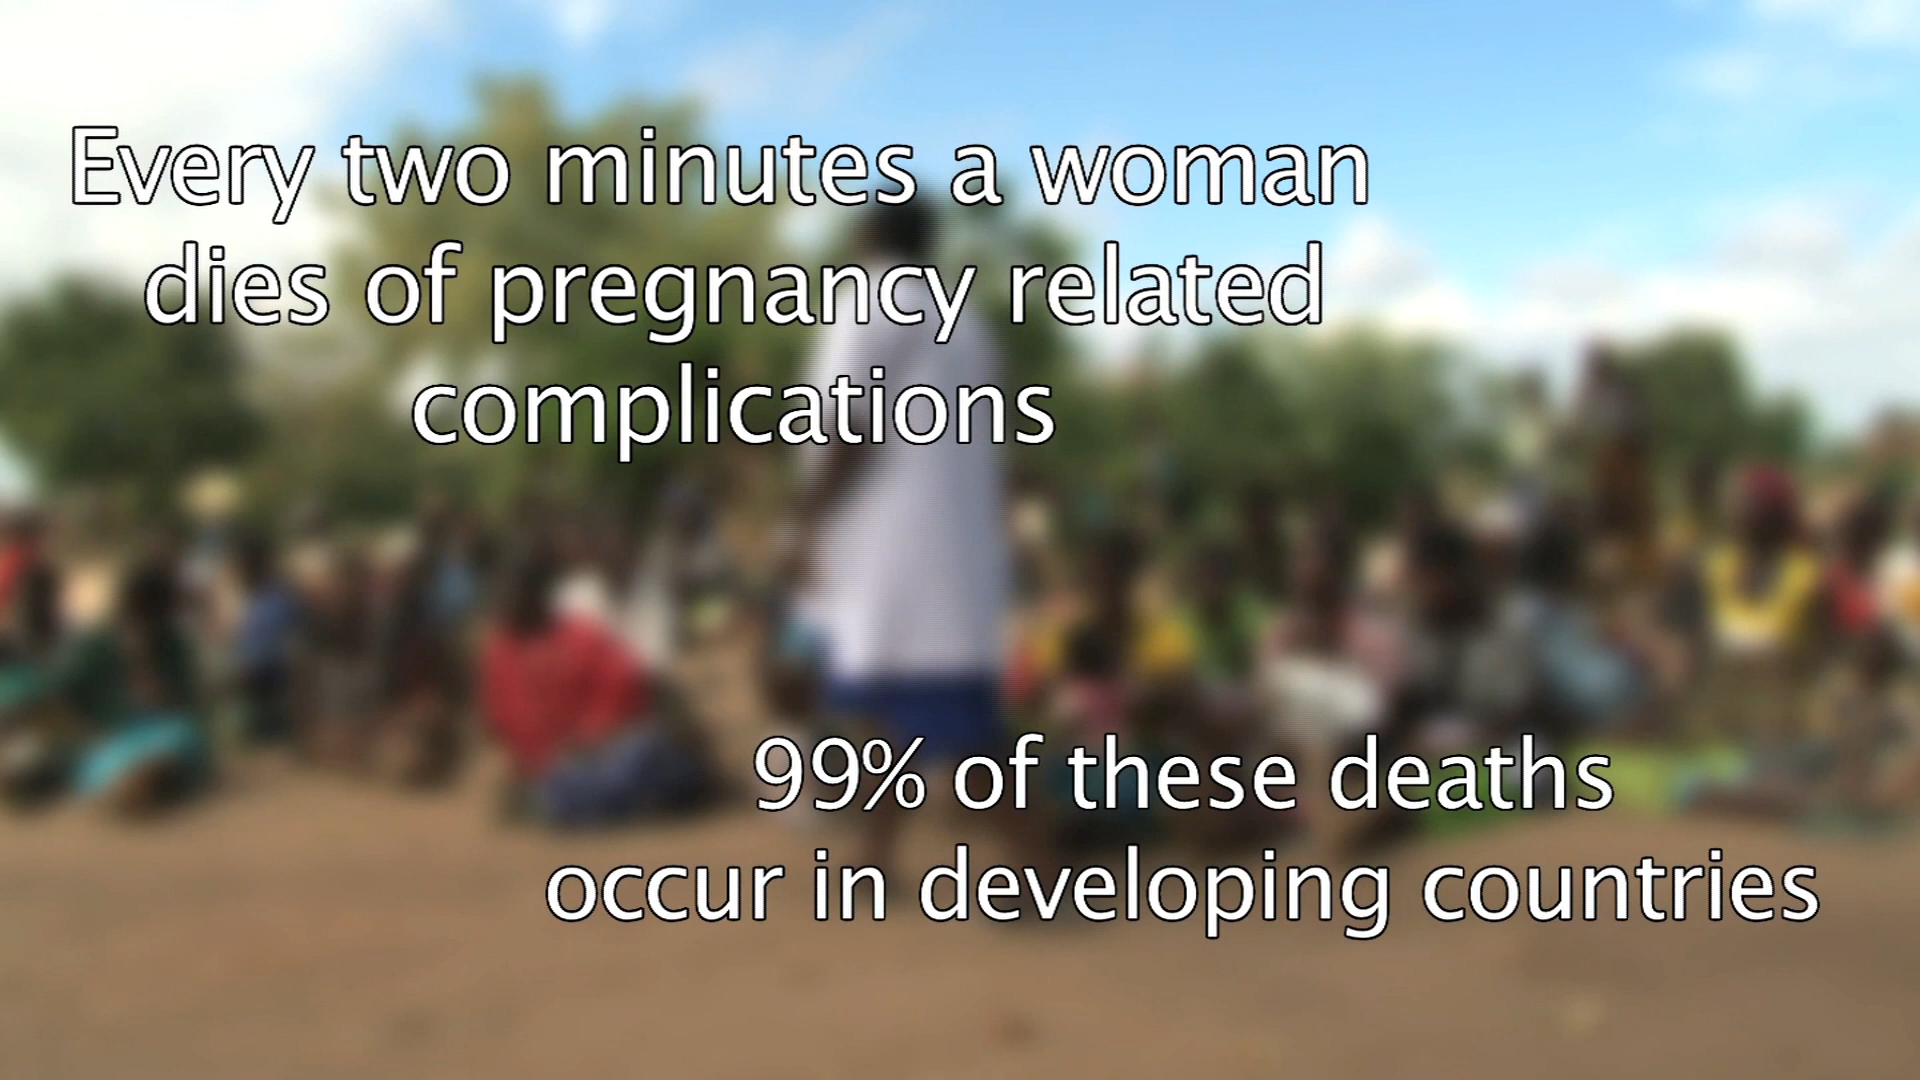 Every two minutes a woman
dies of pregnancy related
complications
99% of these deaths
occur in developing countries